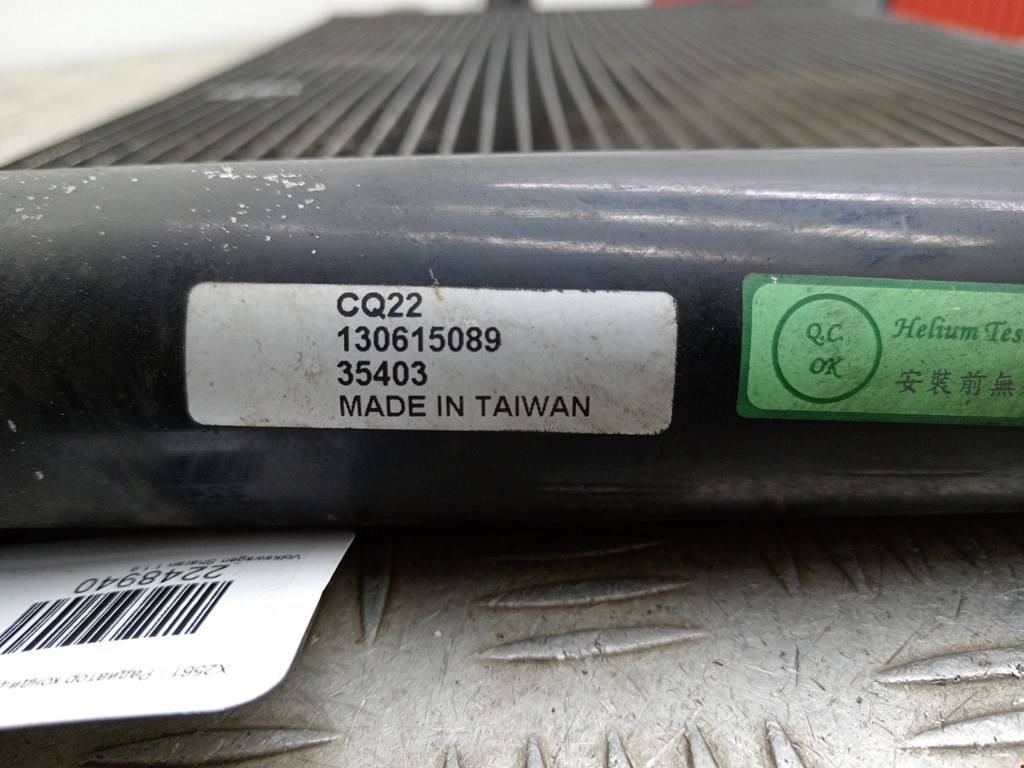 CQ22
130615089
35403
MADE IN TAIWAN
Q.C
OK
Helium Tes
安裝前無
X2561 - Радиатор кондиц
2248940
Volkswagen Sharan 1